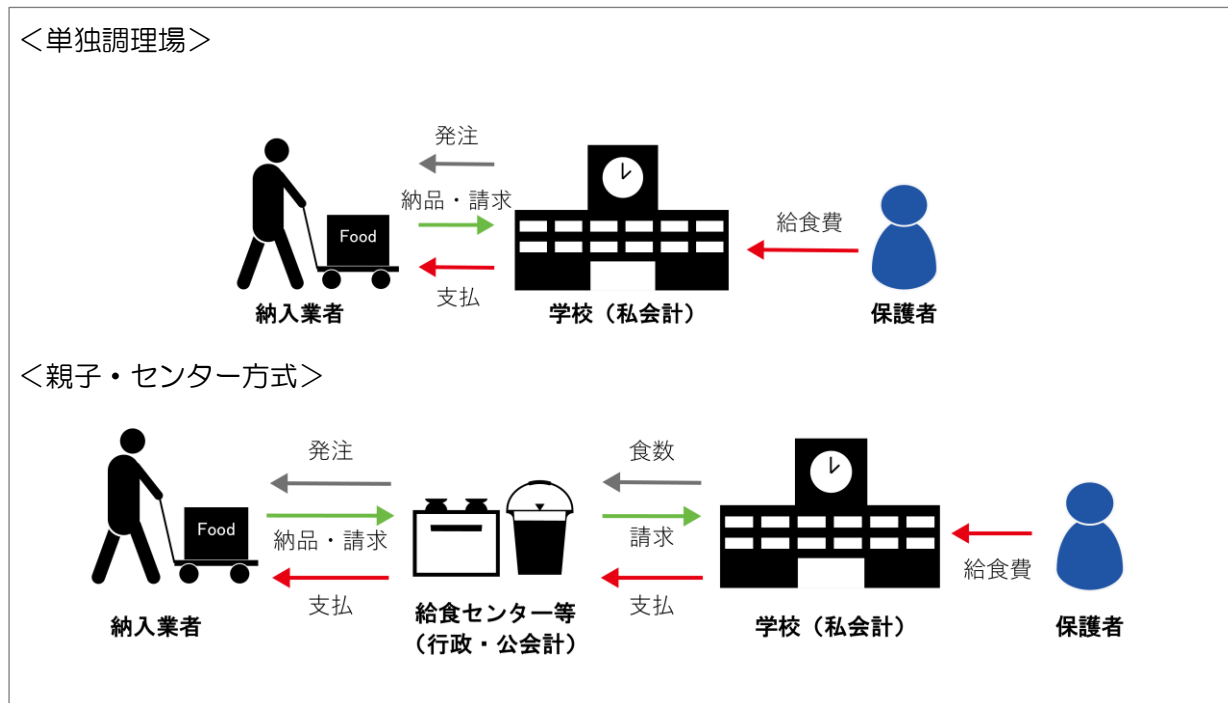 ＜単独調理場＞
発注
納品・請求
Food
給食費
支払
納入業者
学校（私会計）
保護者
＜親子・センター方式＞
発注
食数
Food
納品・請求
請求
給食費
支払
支払
納入業者
給食センター等
（行政・公会計）
学校（私会計）
保護者